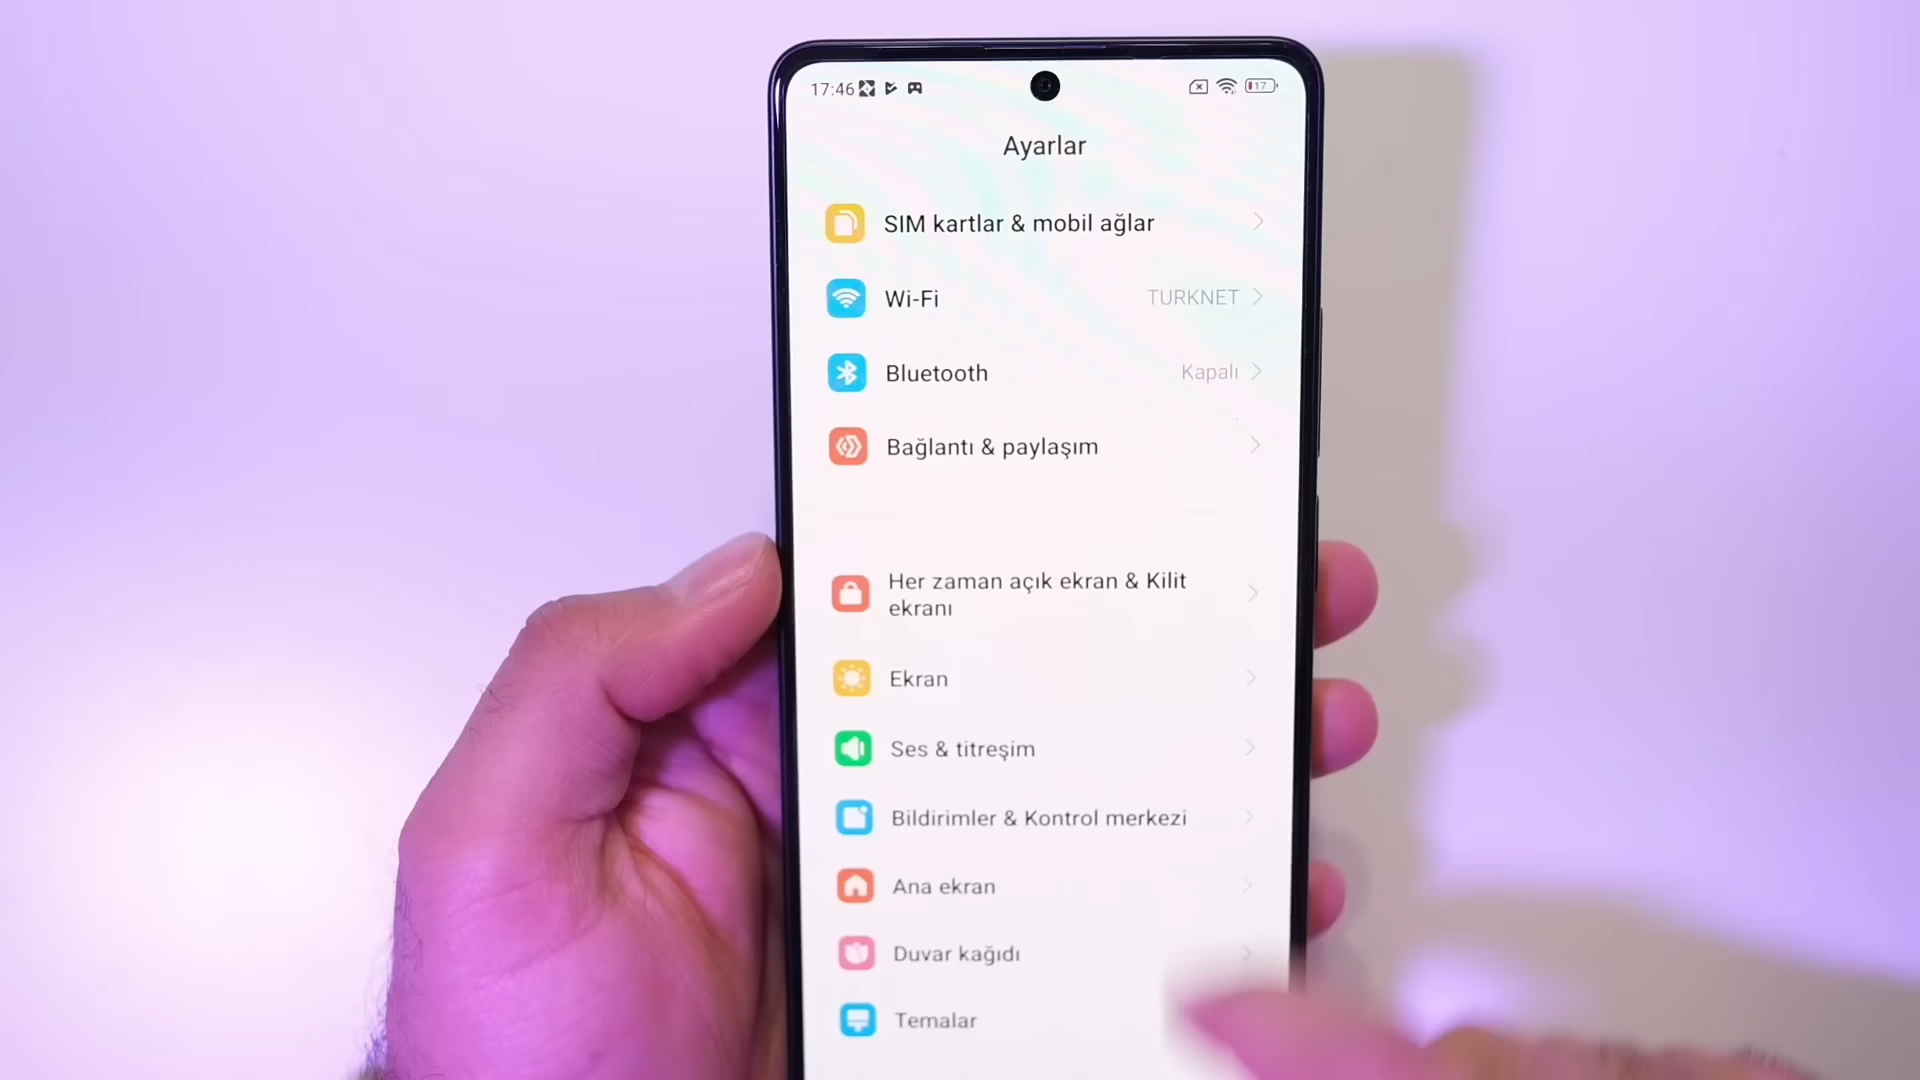 17:46
17
Ayarlar
SIM kartlar & mobil ağlar
Wi-Fi TURKNET
Bluetooth Kapalı
Bağlantı & paylaşım
Her zaman açık ekran & Kilit
ekranı
Ekran
Ses & titreşim
Bildirimler & Kontrol merkezi
Ana ekran
Duvar kağıdı
Temalar